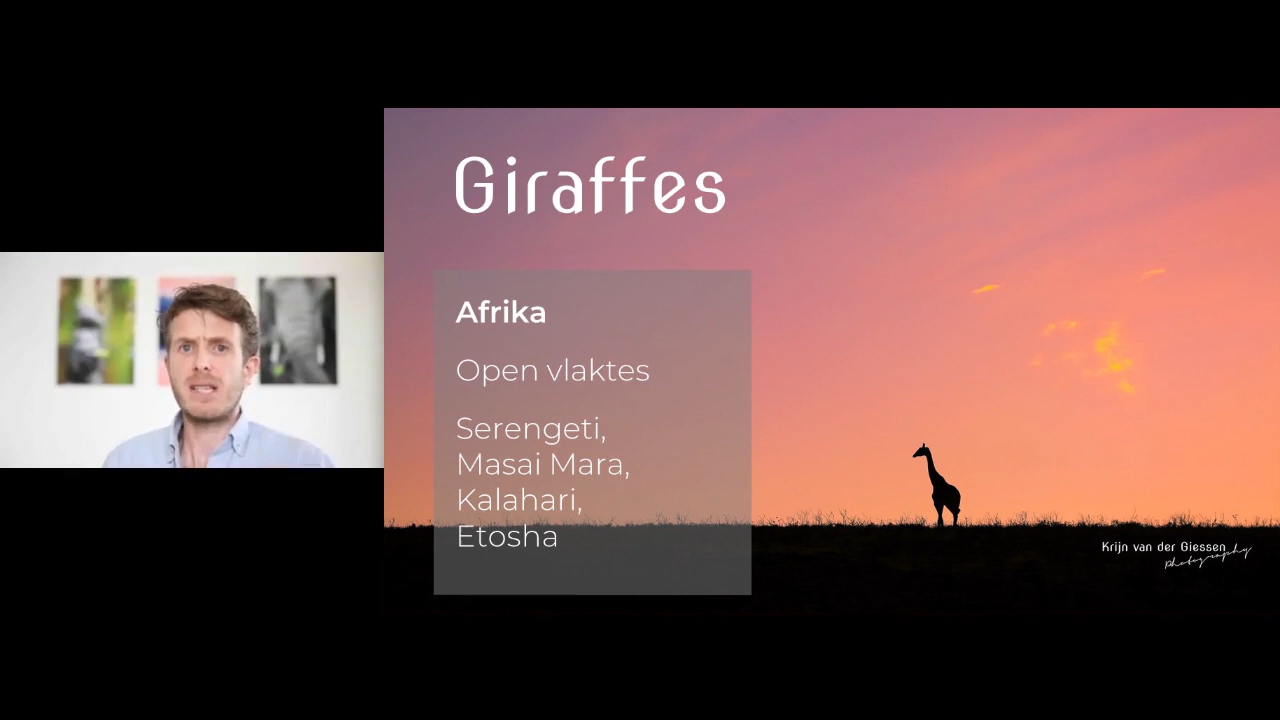 Giraffes
Afrika
Open vlaktes
Serengeti,
Masai Mara,
Kalahari,
Etosha
Krijn van der Giessen
Photography